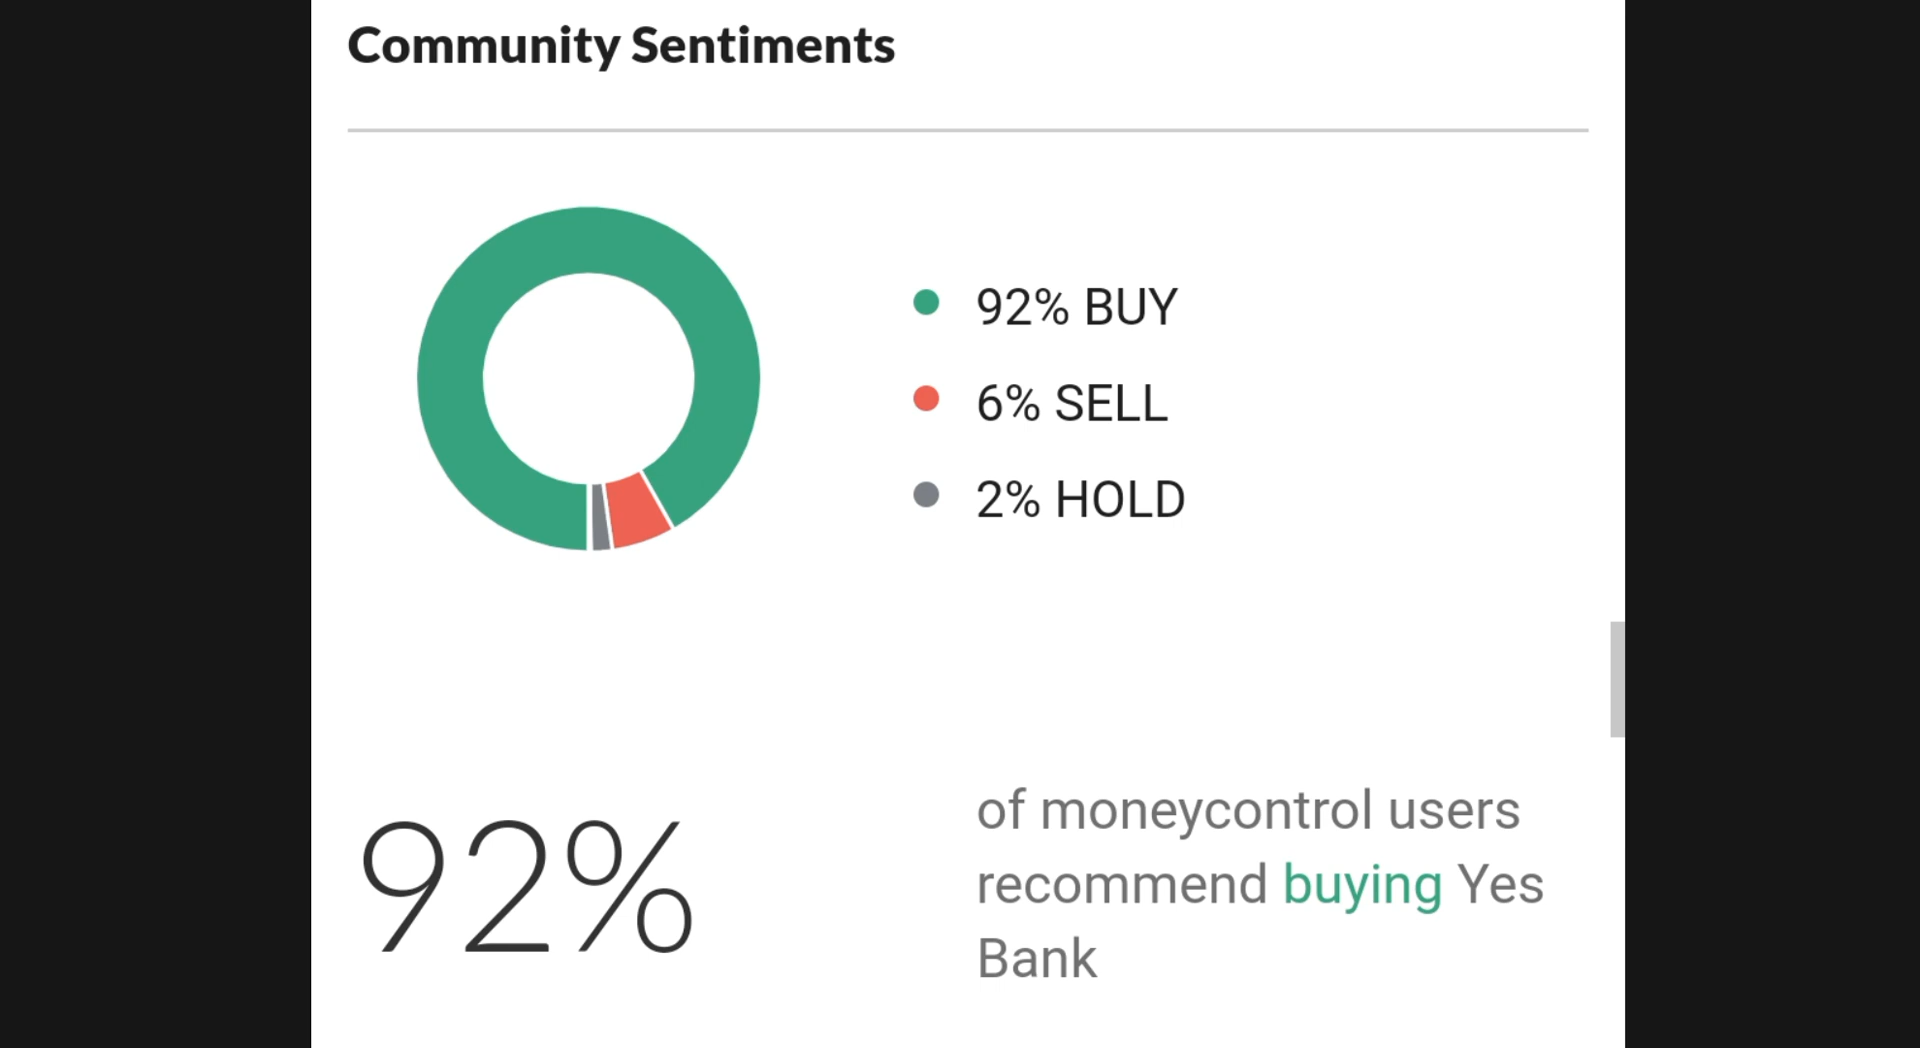 Community Sentiments
92% BUY
6% SELL
2% HOLD
92%
of moneycontrol users
recommend buying Yes
Bank